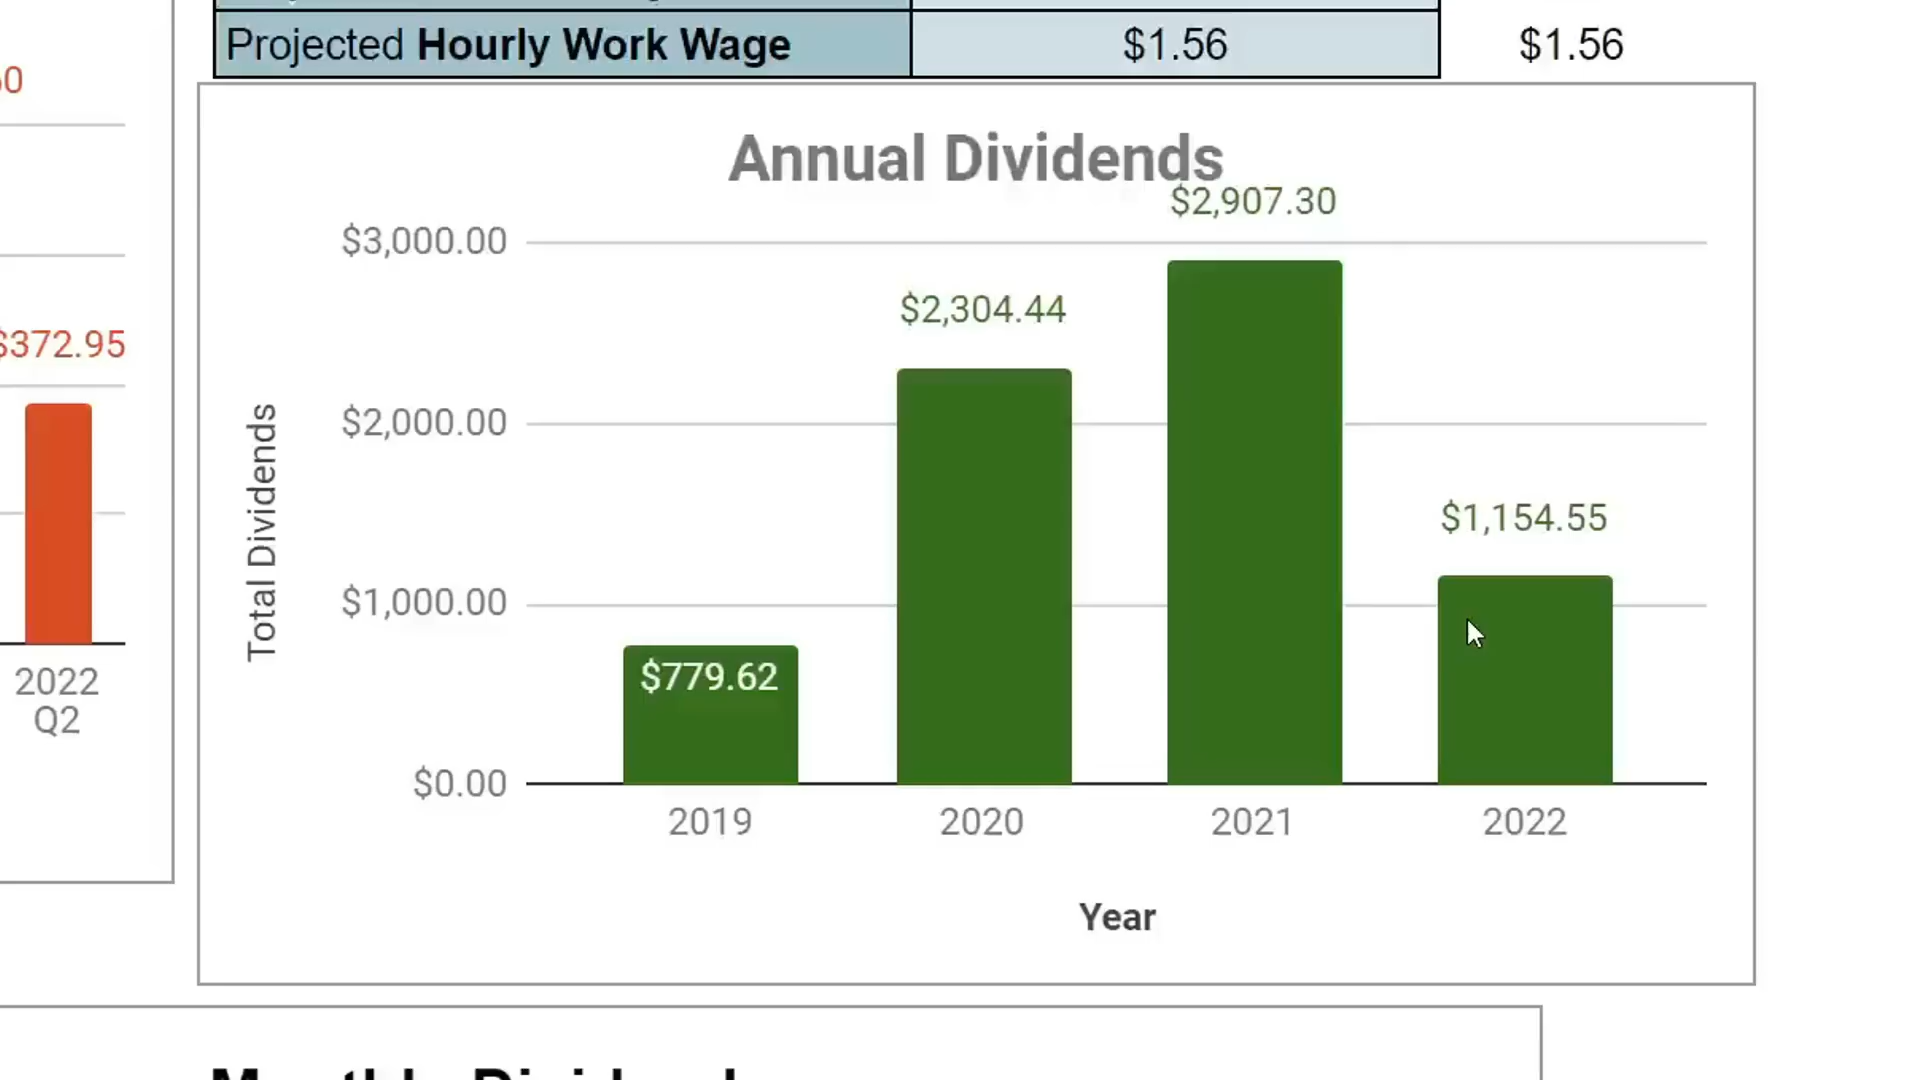 Projected Hourly Work Wage $1.56 $1.56
$372.95
2022
Q2
Annual Dividends
$2,907.30
$3,000.00
$2,304.44
$2,000.00
$1,154.55
$1,000.00
$779.62
$0.00
Total Dividends
2019 2020 2021 2022
Year
Monthly Dividend